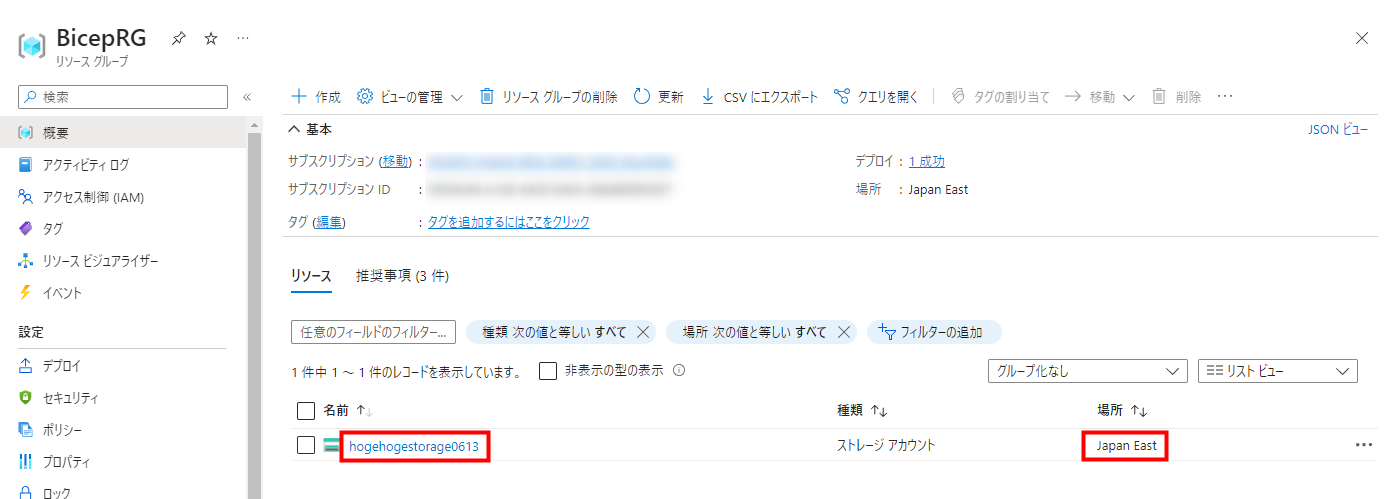 BicepRG
リソース グループ
検索
概要
アクティビティ ログ
アクセス制御 (IAM)
タグ
リソース ビジュアライザー
イベント
設定
デプロイ
セキュリティ
ポリシー
プロパティ
ロック
作成 ビューの管理 リソース グループの削除 更新 CSV にエクスポート クエリを開く タグの割り当て 移動 削除
基本 JSON ビュー
サブスクリプション (移動) : デプロイ : 1 成功
サブスクリプション ID : 場所 : Japan East
タグ (編集) : タグを追加するにはここをクリック
リソース 推奨事項 (3 件)
任意のフィールドのフィルター... 種類 次の値と等しい すべて 場所 次の値と等しい すべて フィルターの追加
1 件中 1 ～ 1 件のレコードを表示しています。 非表示の型の表示 グループ化なし リスト ビュー
名前 種類 場所
hogehogestorage0613 ストレージ アカウント Japan East